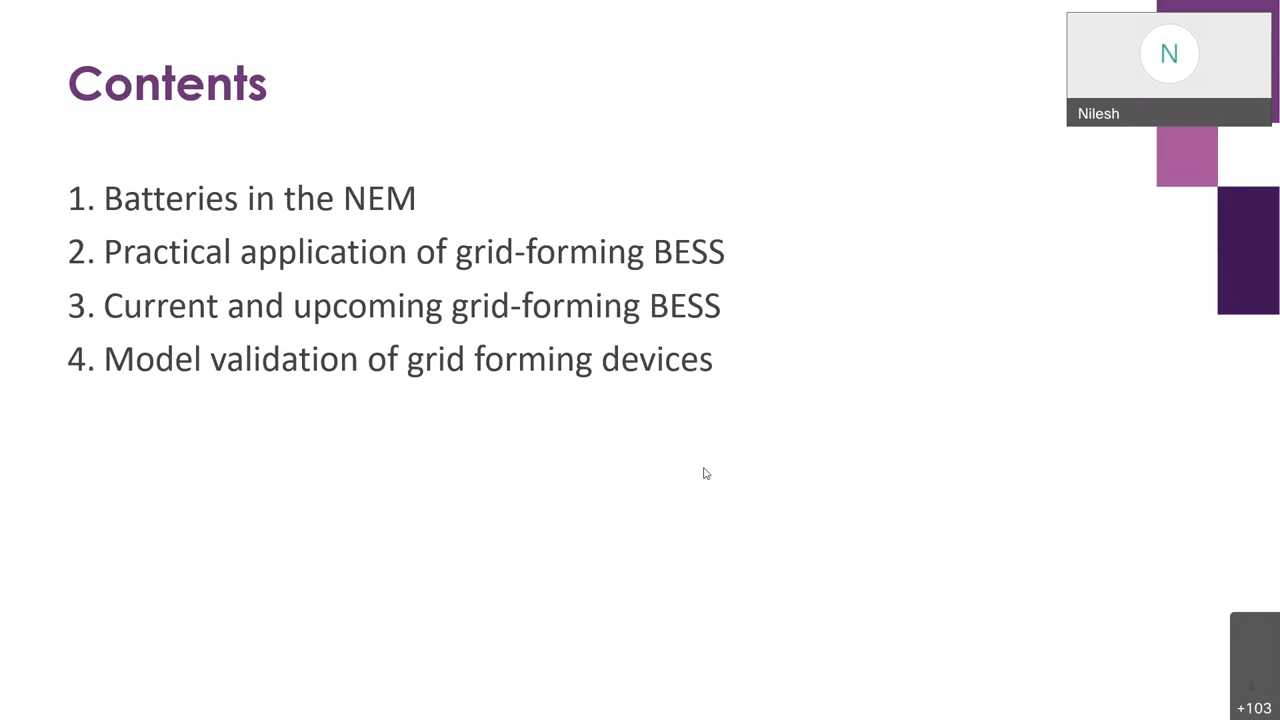 Contents
N
Nilesh
1. Batteries in the NEM
2. Practical application of grid-forming BESS
3. Current and upcoming grid-forming BESS
4. Model validation of grid forming devices
+103